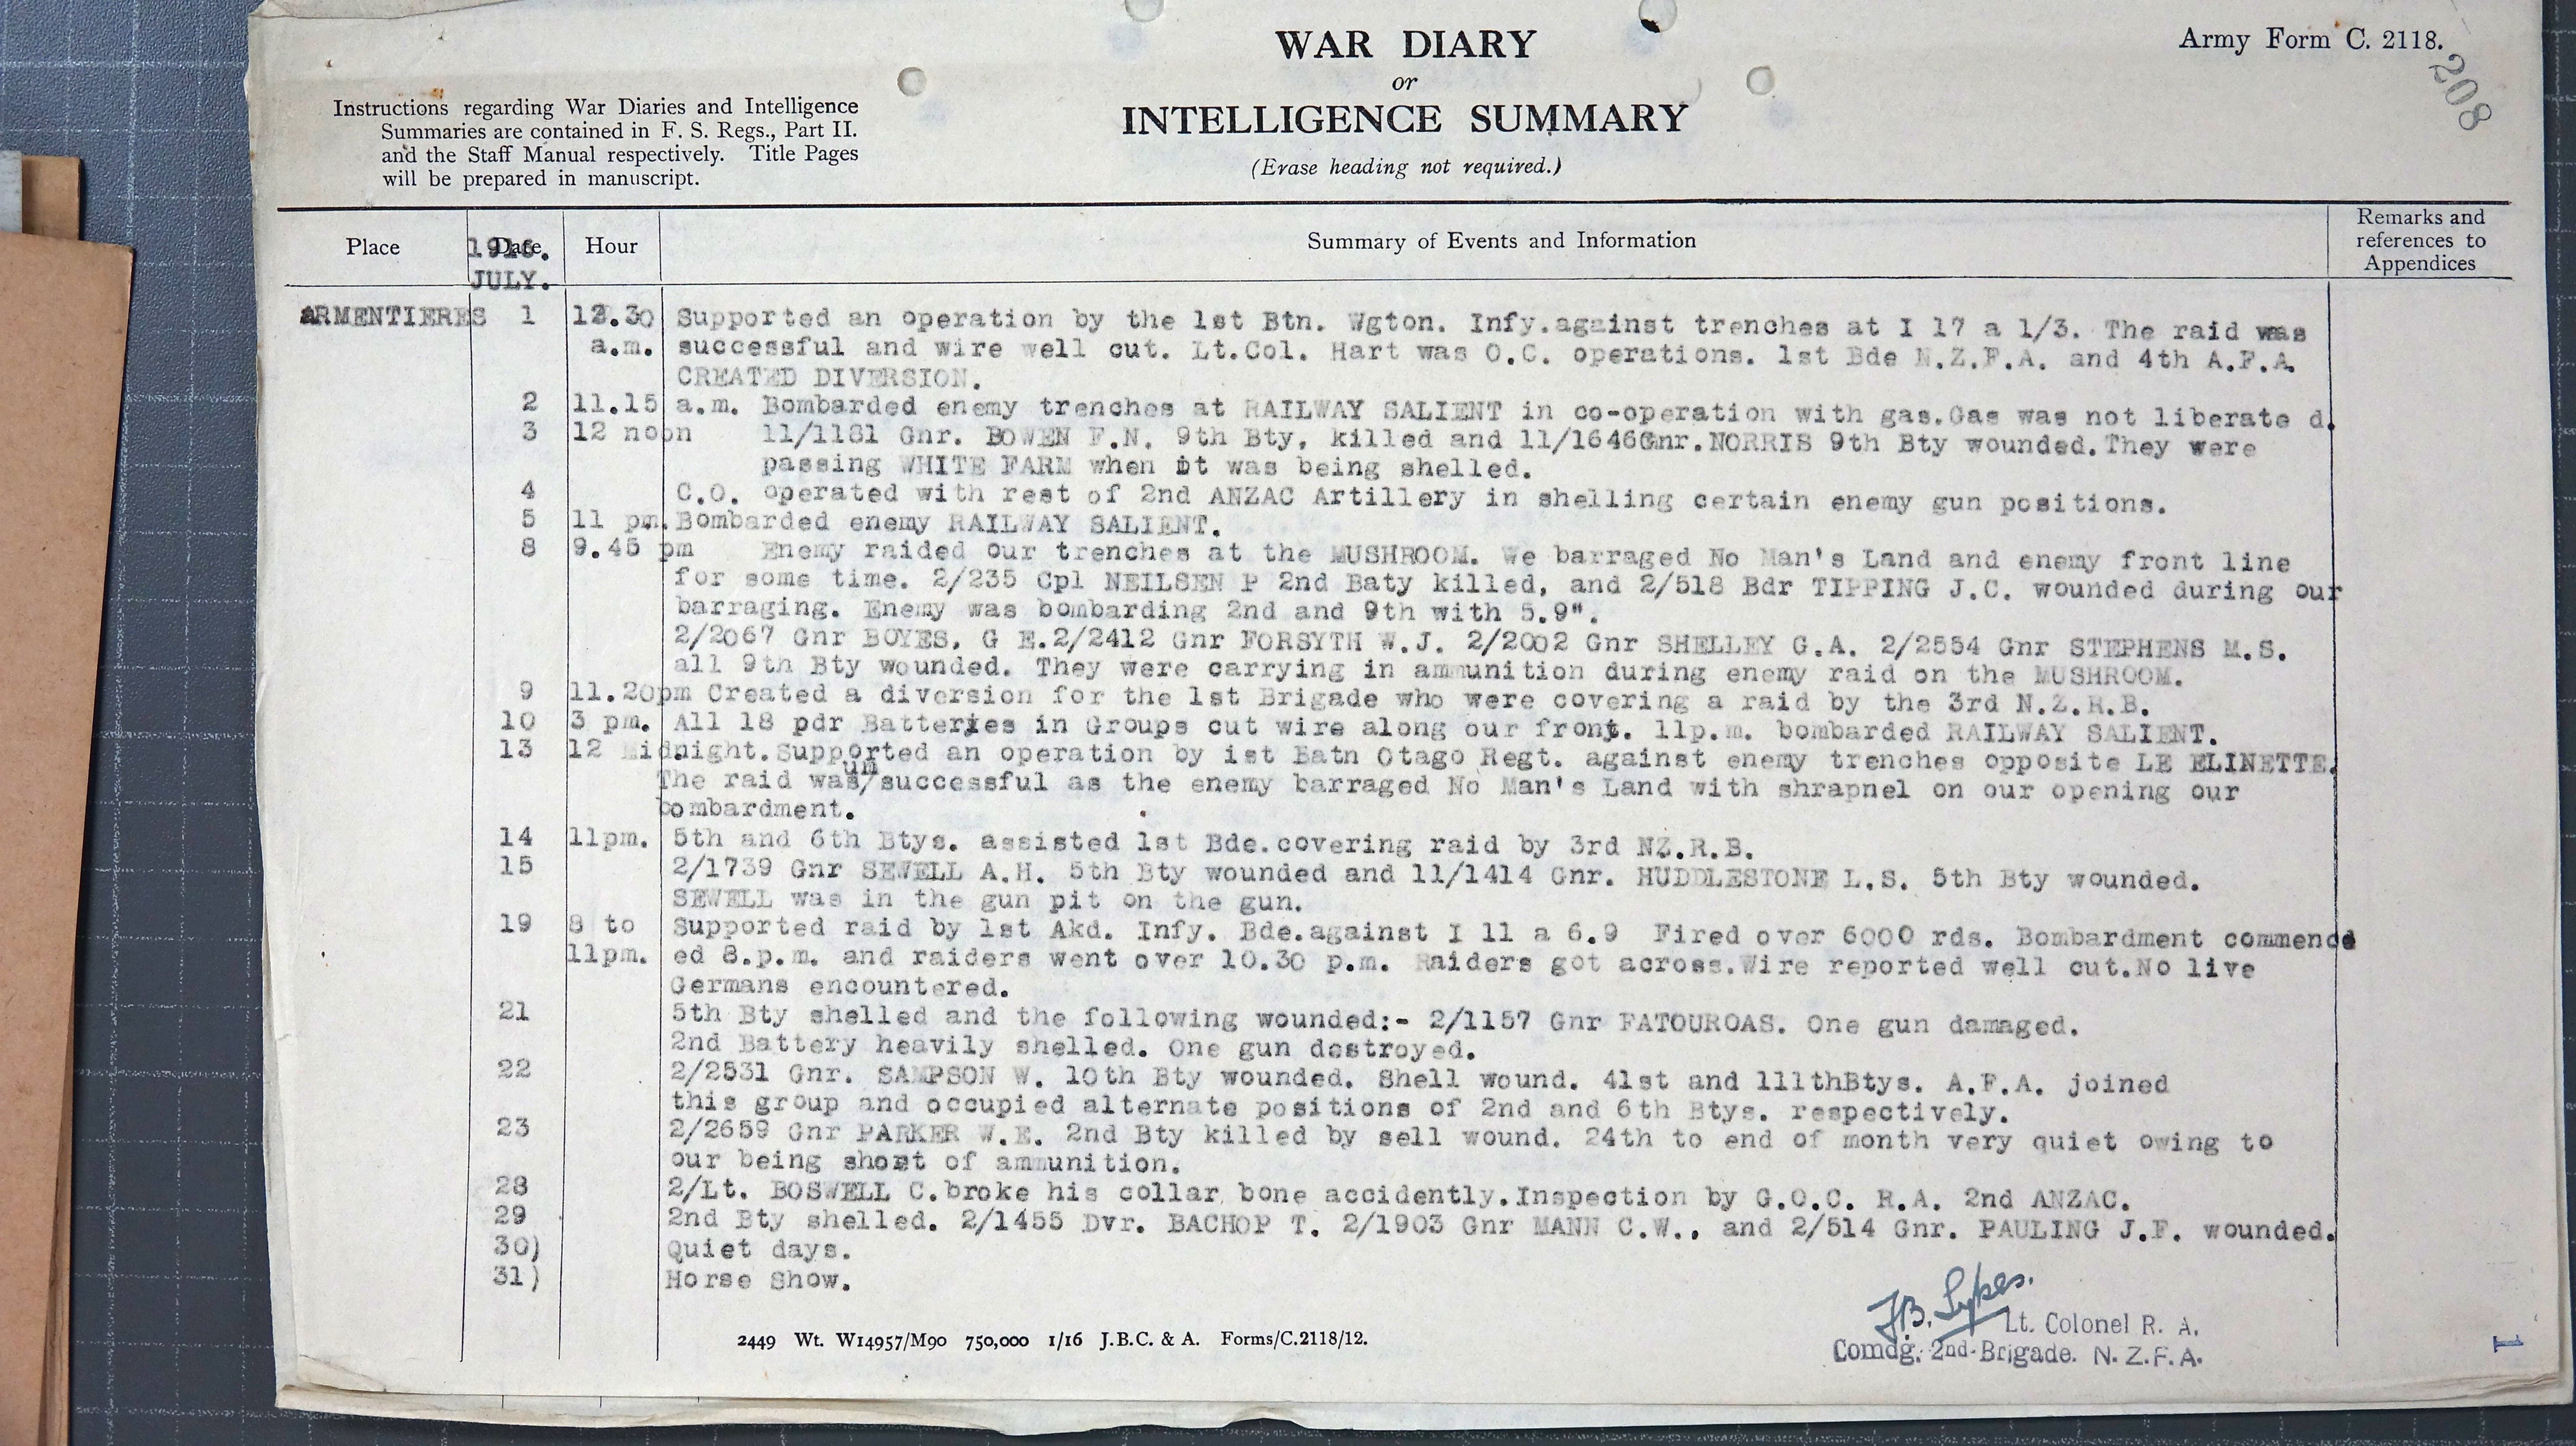 WAR DIARY
or
INTELLIGENCE SUMMARY
(Erase heading not required.)
Army Form C. 2118.
208
Instructions regarding War Diaries and Intelligence
Summaries are contained in F. S. Regs., Part II.
and the Staff Manual respectively. Title Pages
will be prepared in manuscript.
Place Date Hour Summary of Events and Information Remarks and references to Appendices
1916.
JULY.
ARMENTIERES 1 12.30 Supported an operation by the 1st Btn. Wgton. Infy.against trenches at I 17 a 1/3. The raid was
a.m. successful and wire well cut. Lt.Col. Hart was O.C. operations. 1st Bde N.Z.F.A. and 4th A.F.A.
CREATED DIVERSION.
2 11.15 a.m. Bombarded enemy trenches at RAILWAY SALIENT in co-operation with gas.Gas was not liberate d.
3 12 noon 11/1181 Gnr. BOWEN F.N. 9th Bty, killed and 11/1646Gnr.NORRIS 9th Bty wounded.They were
passing WHITE FARM when it was being shelled.
4 C.O. operated with rest of 2nd ANZAC Artillery in shelling certain enemy gun positions.
5 11 pm.Bombarded enemy RAILWAY SALIENT.
8 9.45 pm Enemy raided our trenches at the MUSHROOM. We barraged No Man's Land and enemy front line
for some time. 2/235 Cpl NEILSEN P 2nd Baty killed, and 2/518 Bdr TIPPING J.C. wounded during our
barraging. Enemy was bombarding 2nd and 9th with 5.9".
2/2067 Gnr BOYES, G E.2/2412 Gnr FORSYTH W.J. 2/2002 Gnr SHELLEY G.A. 2/2554 Gnr STEPHENS M.S.
all 9th Bty wounded. They were carrying in ammunition during enemy raid on the MUSHROOM.
9 11.20pm Created a diversion for the 1st Brigade who were covering a raid by the 3rd N.Z.R.B.
10 3 pm. All 18 pdr Batteries in Groups cut wire along our front. 11p.m. bombarded RAILWAY SALIENT.
13 12 midnight.Supported an operation by 1st Batn Otago Regt. against enemy trenches opposite LE ELINETTE.
The raid was/unsuccessful as the enemy barraged No Man's Land with shrapnel on our opening our
bombardment.
14 11pm. 5th and 6th Btys. assisted 1st Bde.covering raid by 3rd NZ.R.B.
15 2/1739 Gnr SEWELL A.H. 5th Bty wounded and 11/1414 Gnr. HUDDLESTONE L.S. 5th Bty wounded.
SEWELL was in the gun pit on the gun.
19 8 to Supported raid by 1st Akd. Infy. Bde.against I 11 a 6.9 Fired over 6000 rds. Bombardment commenc
11pm. ed 8.p.m. and raiders went over 10.30 p.m. Raiders got across.Wire reported well cut.No live
Germans encountered.
21 5th Bty shelled and the following wounded:- 2/1157 Gnr FATOUROAS. One gun damaged.
2nd Battery heavily shelled. One gun destroyed.
22 2/2531 Gnr. SAMPSON W. 10th Bty wounded. Shell wound. 41st and 111thBtys. A.F.A. joined
this group and occupied alternate positions of 2nd and 6th Btys. respectively.
23 2/2659 Gnr PARKER W.E. 2nd Bty killed by sell wound. 24th to end of month very quiet owing to
our being short of ammunition.
28 2/Lt. BOSWELL C.broke his collar bone accidently.Inspection by G.O.C. R.A. 2nd ANZAC.
29 2nd Bty shelled. 2/1455 Dvr. BACHOP T. 2/1903 Gnr MANN C.W., and 2/514 Gnr. PAULING J.F. wounded.
30) Quiet days.
31) Horse Show.
J.B. Sykes.
Lt. Colonel R. A.
Comdg. 2nd Brigade. N.Z.F.A.
2449 Wt. W14957/M90 750,000 1/16 J.B.C. & A. Forms/C.2118/12.
1